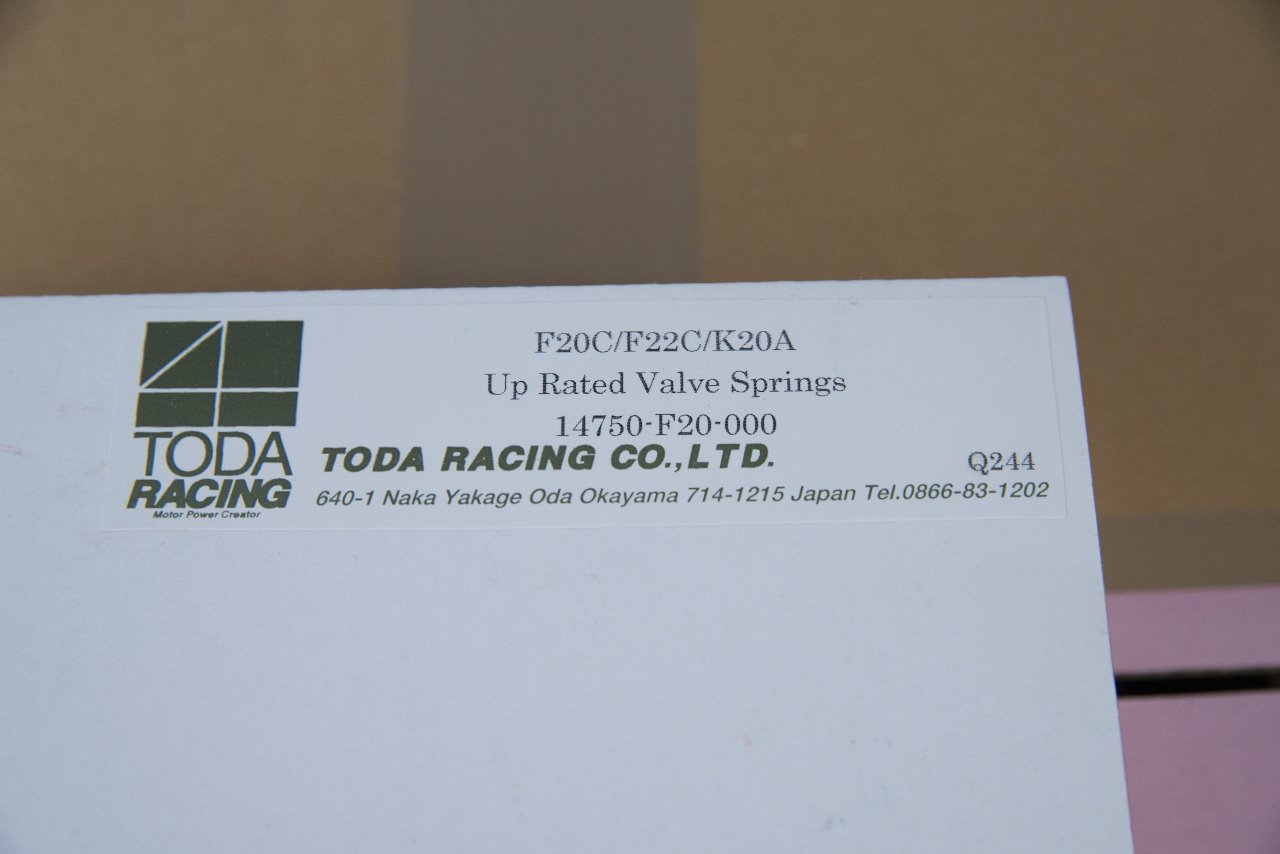 F20C/F22C/K20A
Up Rated Valve Springs
14750-F20-000
TODA
RACING
Motor Power Creator
TODA RACING CO.,LTD.
Q244
640-1 Naka Yakage Oda Okayama 714-1215 Japan Tel.0866-83-1202